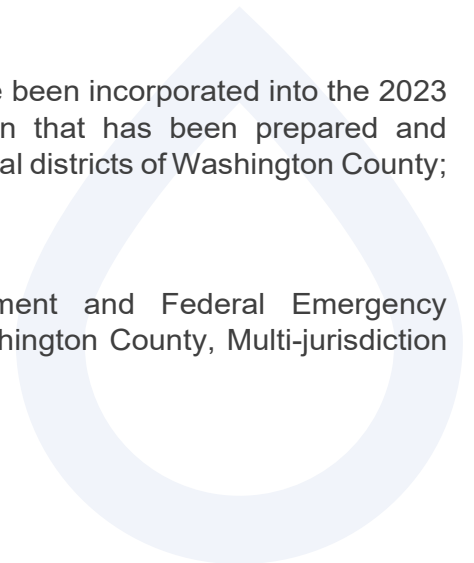 been incorporated into the 2023
n that has been prepared and
al districts of Washington County;
ment and Federal Emergency
hington County, Multi-jurisdiction